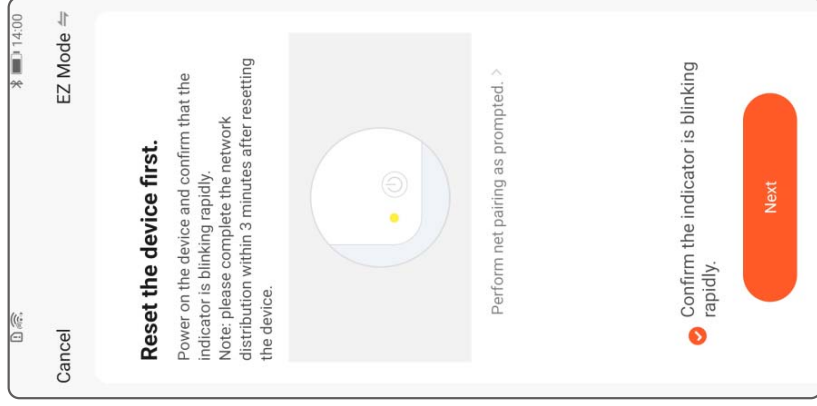 14:00
Cancel
EZ Mode
Reset the device first.
Power on the device and confirm that the
indicator is blinking rapidly.
Note: please complete the network
distribution within 3 minutes after resetting
the device.
Perform net pairing as prompted. >
Confirm the indicator is blinking
rapidly.
Next